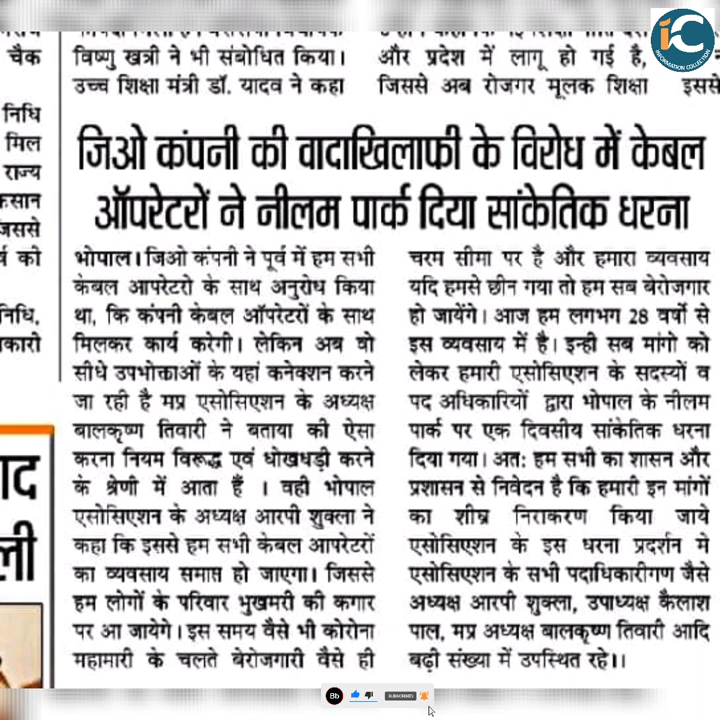 चैक
निधि
मिल
राज्य
जससे
र्ष को
निधि,
विष्णु खत्री ने भी संबोधित किया।
उच्च शिक्षा मंत्री डॉ. यादव ने कहा
और प्रदेश में लागू हो गई है,
जिससे अब रोजगर मूलक शिक्षा इससे
iC
INFORMATION COLLECTION
जिओ कंपनी की वादाखिलाफी के विरोध में केबल
ऑपरेटरों ने नीलम पार्क दिया सांकेतिक धरना
भोपाल। जिओ कंपनी ने पूर्व में हम सभी
केबल आपरेटरो के साथ अनुरोध किया
था, कि कंपनी केबल ऑपरेटरों के साथ
मिलकर कार्य करेगी। लेकिन अब वो
सीधे उपभोक्ताओं के यहां कनेक्शन करने
जा रही है मप्र एसोसिएशन के अध्यक्ष
बालकृष्ण तिवारी ने बताया की ऐसा
करना नियम विरूद्ध एवं धोखधड़ी करने
के श्रेणी में आता हैं । वही भोपाल
एसोसिएशन के अध्यक्ष आरपी शुक्ला ने
कहा कि इससे हम सभी केबल आपरेटरों
का व्यवसाय समाप्त हो जाएगा। जिससे
हम लोगों के परिवार भुखमरी की कगार
पर आ जायेगे। इस समय वैसे भी कोरोना
महामारी के चलते बेरोजगारी वैसे ही
चरम सीमा पर है और हमारा व्यवसाय
यदि हमसे छीन गया तो हम सब बेरोजगार
हो जायेंगे। आज हम लगभग 28 वर्षो से
इस व्यवसाय में है। इन्ही सब मांगो को
लेकर हमारी एसोसिएशन के सदस्यों व
पद अधिकारियों द्वारा भोपाल के नीलम
पार्क पर एक दिवसीय सांकेतिक धरना
दिया गया। अतः हम सभी का शासन और
प्रशासन से निवेदन है कि हमारी इन मांगों
का शीघ्र निराकरण किया जाये
एसोसिएशन के इस धरना प्रदर्शन मे
एसोसिएशन के सभी पदाधिकारीगण जैसे
अध्यक्ष आरपी शुक्ला, उपाध्यक्ष कैलाश
पाल, मप्र अध्यक्ष बालकृष्ण तिवारी आदि
बढ़ी संख्या में उपस्थित रहे।।
Bb
SUBSCRIBED